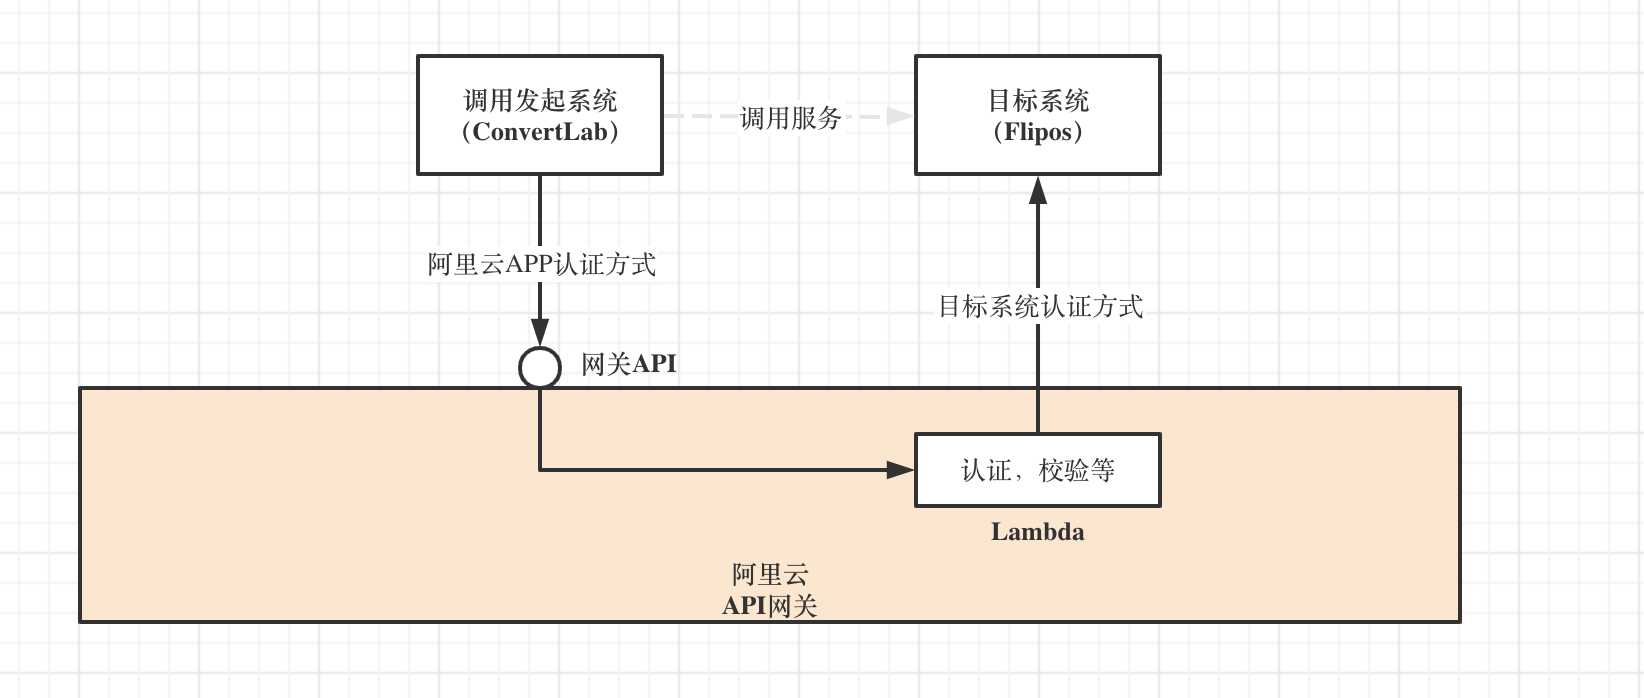 调用发起系统
（ConvertLab）
调用服务
目标系统
（Flipos）
阿里云APP认证方式
目标系统认证方式
网关API
认证，校验等
Lambda
阿里云
API网关